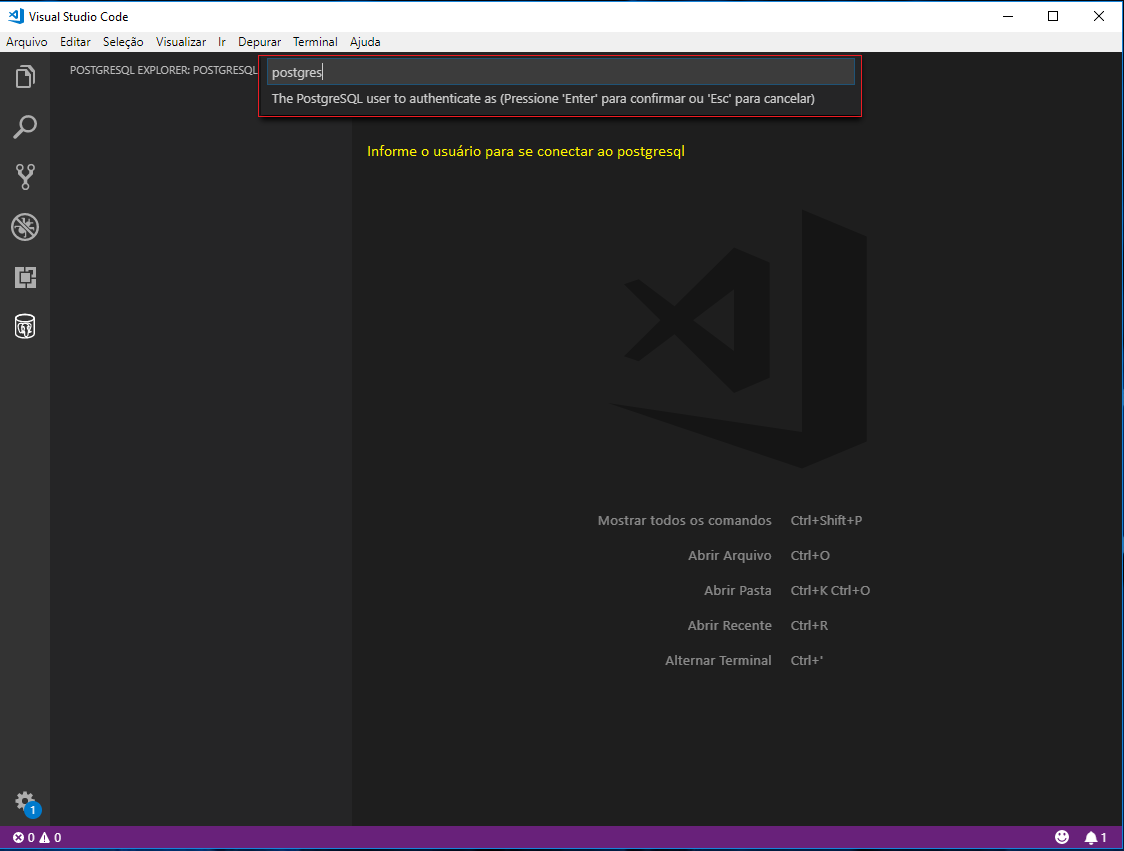 Visual Studio Code
Arquivo Editar Seleção Visualizar Ir Depurar Terminal Ajuda
POSTGRESQL EXPLORER: POSTGRESQL
postgres
The PostgreSQL user to authenticate as (Pressione 'Enter' para confirmar ou 'Esc' para cancelar)
Informe o usuário para se conectar ao postgresql
Mostrar todos os comandos Ctrl+Shift+P
Abrir Arquivo Ctrl+O
Abrir Pasta Ctrl+K Ctrl+O
Abrir Recente Ctrl+R
Alternar Terminal Ctrl+'
1
0 0 1